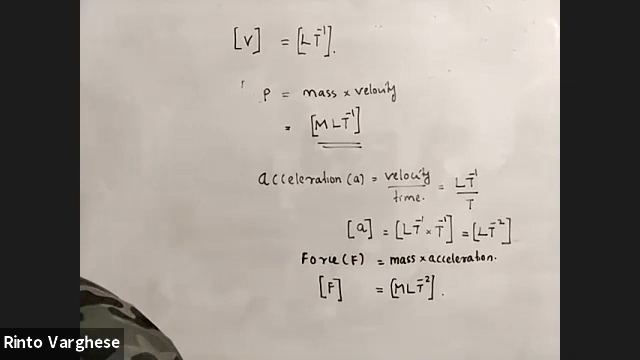 [V] = [LT⁻¹].
P = mass × velocity
= [MLT⁻¹]
Acceleration (a) = velocity / time. = LT⁻¹ / T
[a] = [LT⁻¹ × T⁻¹] = [LT⁻²]
Force (F) = mass × acceleration.
[F] = [MLT⁻²].
Rinto Varghese